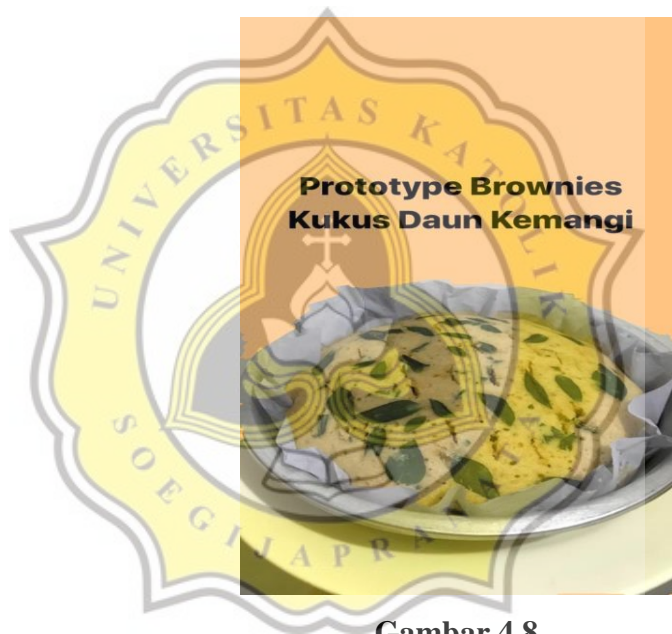 UNIVERSITAS KATOLIK
SOEGIJAPRANATA
Prototype Brownies
Kukus Daun Kemangi
Gambar 4.8